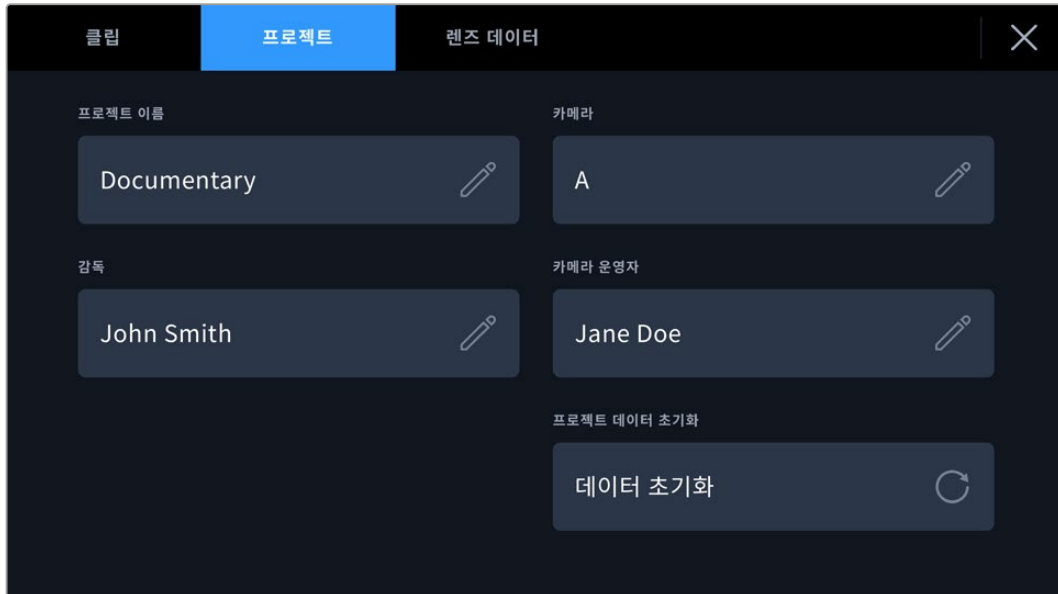 클립 프로젝트 렌즈 데이터
프로젝트 이름 카메라
Documentary A
감독 카메라 운영자
John Smith Jane Doe
프로젝트 데이터 초기화
데이터 초기화